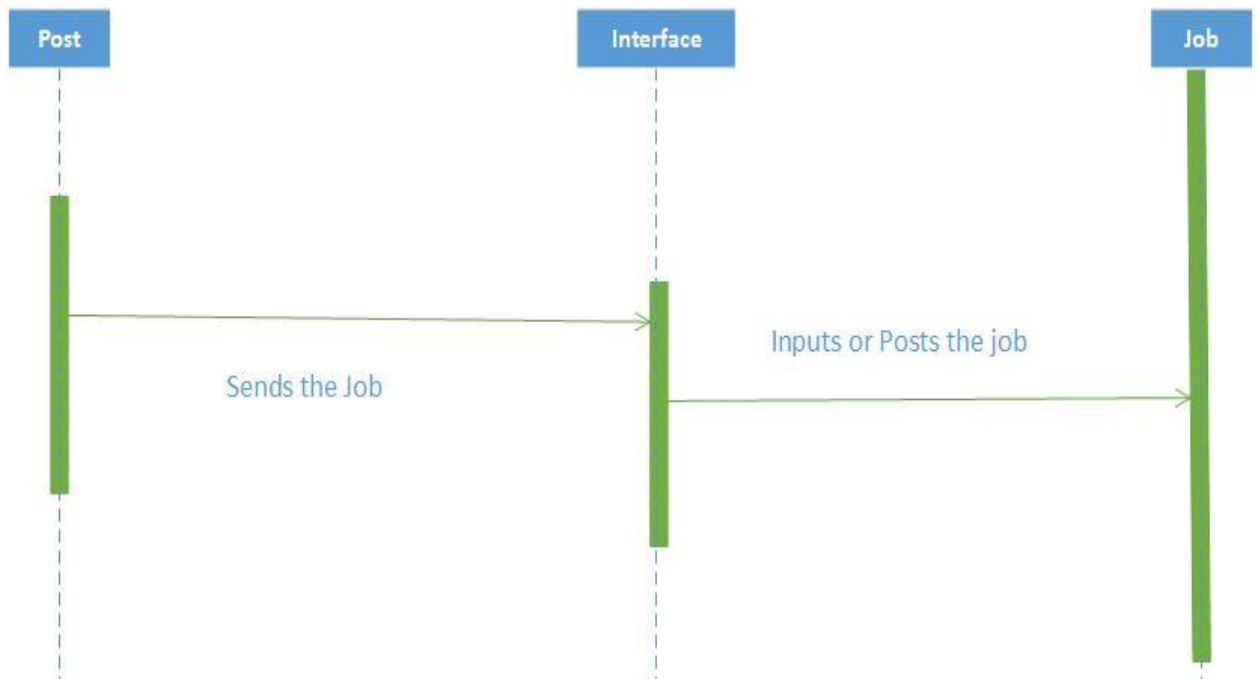 Post
Interface
Job
Inputs or Posts the job
Sends the Job